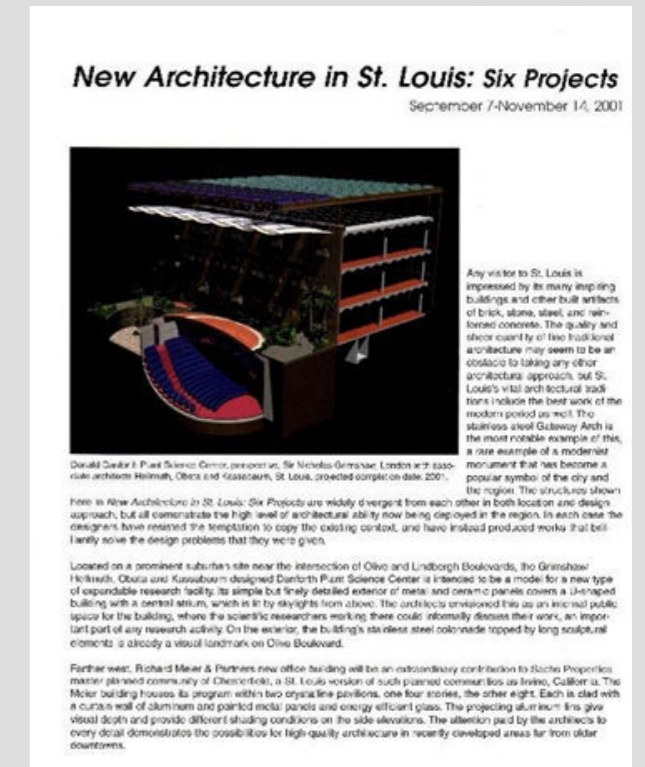 New Architecture in St. Louis: Six Projects
September 7-November 14, 2001
Any visitor to St. Louis is
impressed by its many inspiring
buildings and other built artifacts
of brick, stone, steel, and rein-
forced concrete. The quality and
sheer quantity of fine traditional
architecture may seem to be an
obstacle to taking any other
architectural approach, but St.
Louis's vital architectural tradi-
tions include the best work of the
modern period as well. The
stainless steel Gateway Arch is
the most notable example of this,
a rare example of a modernist
monument that has become a
popular symbol of the city and
the region. The structures shown
Donald Danforth Plant Science Center, perspective, Sir Nicholas Grimshaw, London with asso-
ciate architects Hellmuth, Obata and Kassabaum, St. Louis, projected completion date: 2001.
here in New Architecture in St. Louis: Six Projects are widely divergent from each other in both location and design
approach, but all demonstrate the high level of architectural ability now being deployed in the region. In each case the
designers have resisted the temptation to copy the existing context, and have instead produced works that bril-
liantly solve the design problems that they were given.
Located on a prominent suburban site near the intersection of Olive and Lindbergh Boulevards, the Grimshaw/
Hellmuth, Obata and Kassabaum designed Danforth Plant Science Center is intended to be a model for a new type
of expandable research facility. Its simple but finely detailed exterior of metal and ceramic panels covers a U-shaped
building with a central atrium, which is lit by skylights from above. The architects envisioned this as an internal public
space for the building, where the scientific researchers working there could informally discuss their work, an impor-
tant part of any research activity. On the exterior, the building's stainless steel colonnade topped by long sculptural
elements is already a visual landmark on Olive Boulevard.
Farther west, Richard Meier & Partners new office building will be an extraordinary contribution to Sachs Properties
master planned community of Chesterfield, a St. Louis version of such planned communities as Irvine, California. The
Meier building houses its program within two crystalline pavilions, one four stories, the other eight. Each is clad with
a curtain wall of aluminum and painted metal panels and energy efficient glass. The projecting aluminum fins give
visual depth and provide different shading conditions on the side elevations. The attention paid by the architects to
every detail demonstrates the possibilities for high-quality architecture in recently developed areas far from older
downtowns.